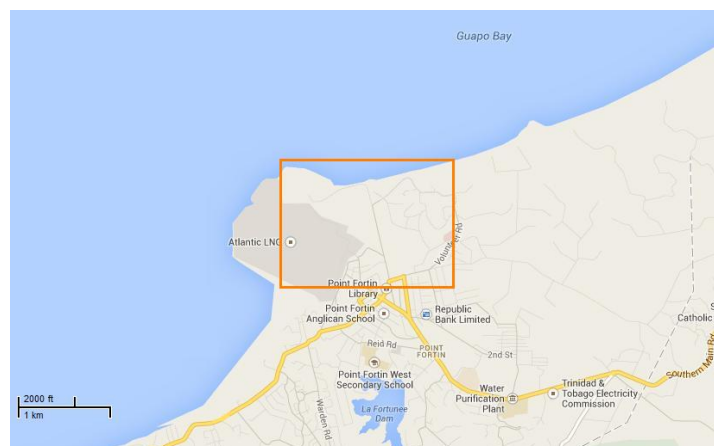 Guapo Bay
Atlantic LNG
Volunteer Rd
Point Fortin
Library
Point Fortin
Anglican School
Republic
Bank Limited
Reid Rd
POINT
FORTIN
2nd St
S
Catholic
Point Fortin West
Secondary School
Southern Main Rd
Water
Purification
Plant
Trinidad &
Tobago Electricity
Commission
Warden Rd
La Fortunee
Dam
2000 ft
1 km